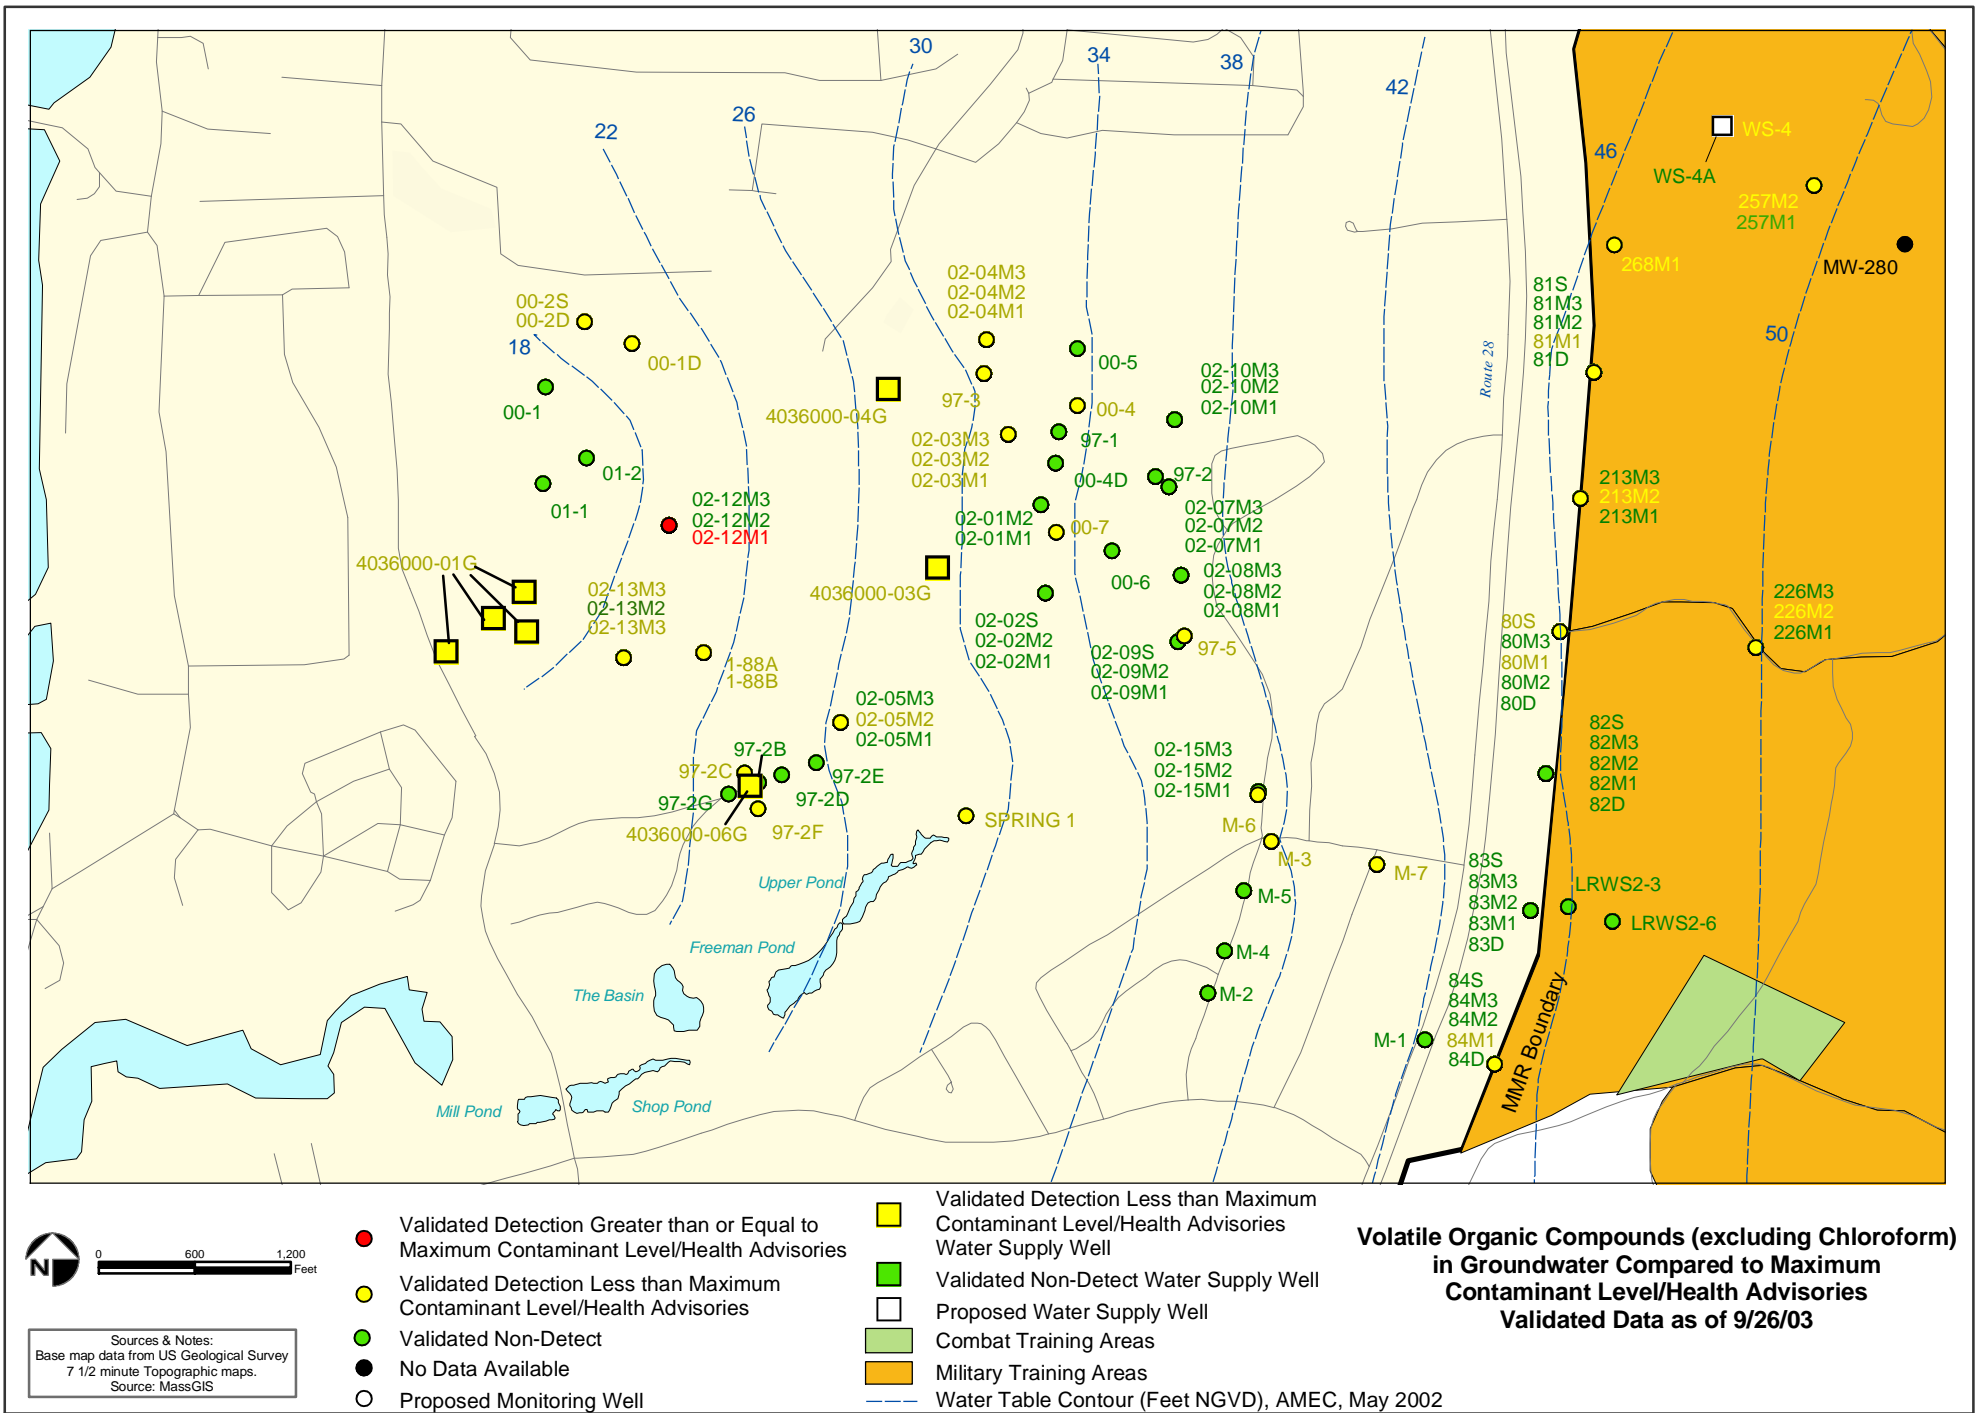 30
34
38
42
26
22
46
WS-4
WS-4A
257M2
257M1
268M1
MW-280
50
02-04M3
02-04M2
02-04M1
81S
81M3
81M2
81M1
81D
00-2S
00-2D
18
00-1D
00-5
Route 28
02-10M3
02-10M2
02-10M1
97-3
00-4
00-1
4036000-04G
02-03M3
02-03M2
02-03M1
97-1
00-4D
97-2
01-2
01-1
213M3
213M2
213M1
02-12M3
02-12M2
02-12M1
02-01M2
02-01M1
00-7
02-07M3
02-07M2
02-07M1
4036000-01G
00-6
02-08M3
02-08M2
02-08M1
02-13M3
02-13M2
02-13M3
4036000-03G
226M3
226M2
226M1
02-02S
02-02M2
02-02M1
80S
80M3
80M1
80M2
80D
97-5
02-09S
02-09M2
02-09M1
1-88A
1-88B
02-05M3
02-05M2
02-05M1
82S
82M3
82M2
82M1
82D
97-2B
97-2C
97-2E
97-2D
97-2G
02-15M3
02-15M2
02-15M1
4036000-06G
97-2F
SPRING 1
M-6
M-3
M-7
83S
83M3
83M2
83M1
83D
Upper Pond
LRWS2-3
LRWS2-6
M-5
Freeman Pond
M-4
The Basin
M-2
84S
84M3
84M2
84M1
84D
M-1
MMR Boundary
Mill Pond
Shop Pond
N
0 600 1,200
Feet
Sources & Notes:
Base map data from US Geological Survey
7 1/2 minute Topographic maps.
Source: MassGIS
Validated Detection Greater than or Equal to
Maximum Contaminant Level/Health Advisories
Validated Detection Less than Maximum
Contaminant Level/Health Advisories
Validated Non-Detect
No Data Available
Proposed Monitoring Well
Validated Detection Less than Maximum
Contaminant Level/Health Advisories
Water Supply Well
Validated Non-Detect Water Supply Well
Proposed Water Supply Well
Combat Training Areas
Military Training Areas
Water Table Contour (Feet NGVD), AMEC, May 2002
Volatile Organic Compounds (excluding Chloroform)
in Groundwater Compared to Maximum
Contaminant Level/Health Advisories
Validated Data as of 9/26/03